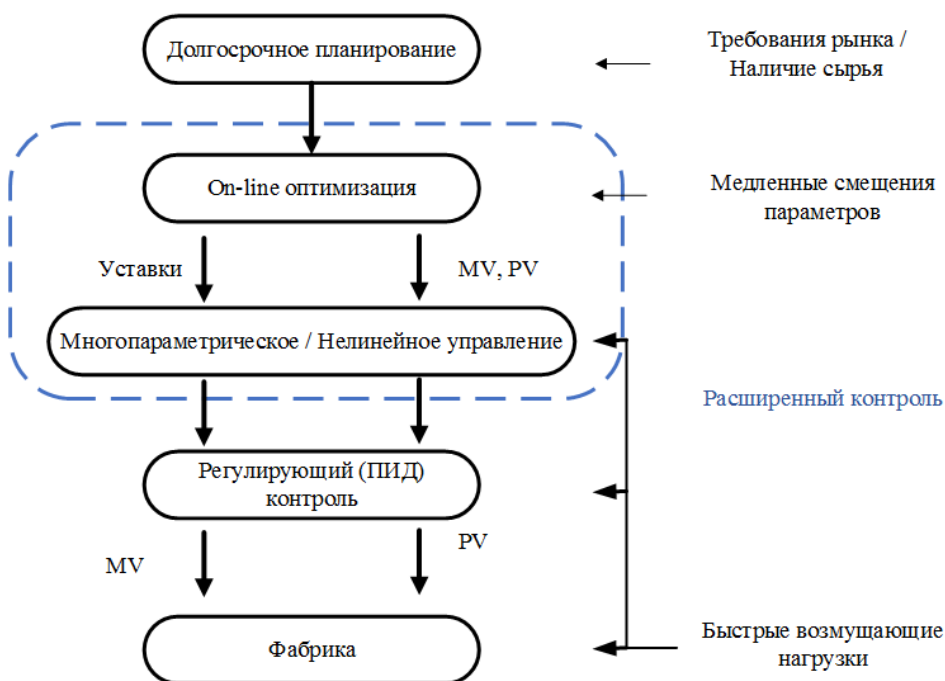 Долгосрочное планирование
Требования рынка /
Наличие сырья
On-line оптимизация
Медленные смещения
параметров
Уставки
MV, PV
Многопараметрическое / Нелинейное управление
Расширенный контроль
Регулирующий (ПИД)
контроль
MV
PV
Фабрика
Быстрые возмущающие
нагрузки